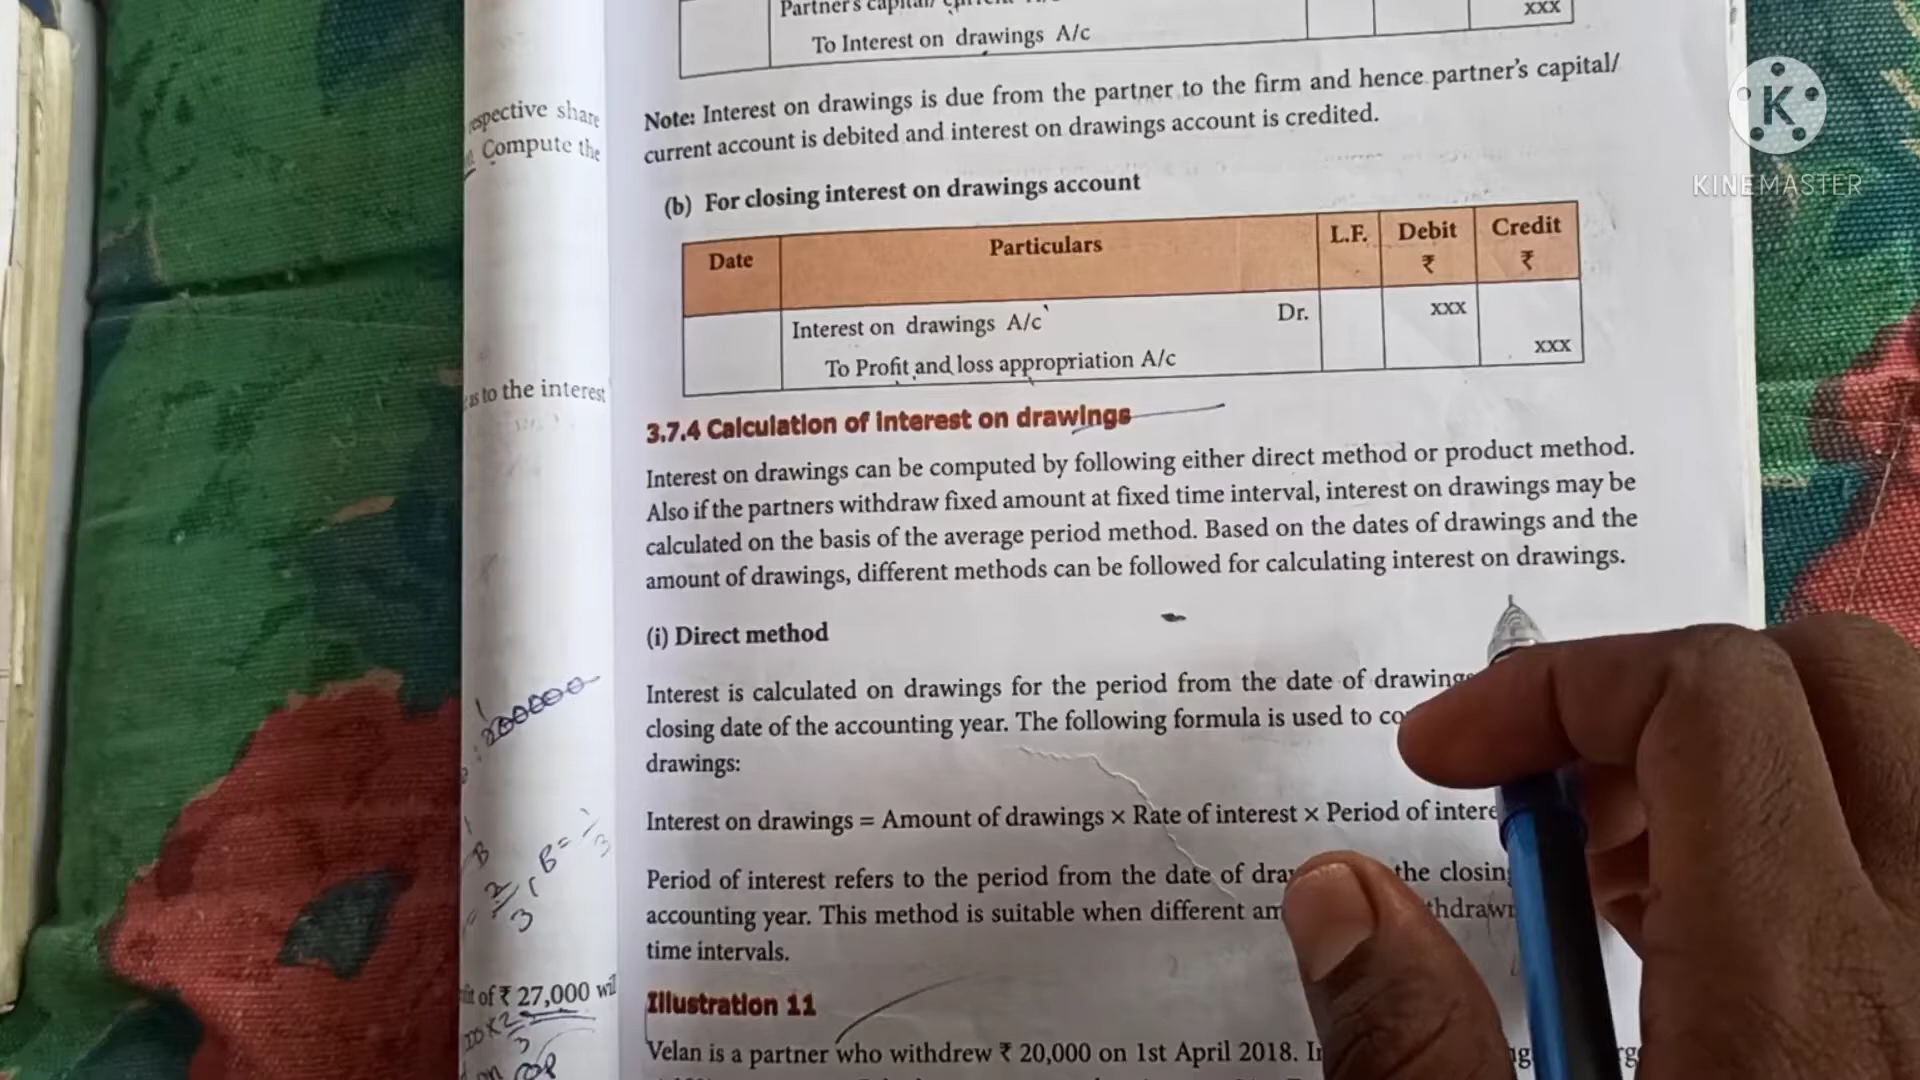 Partner's capital/ current A/c
xxx
To Interest on drawings A/c
Note: Interest on drawings is due from the partner to the firm and hence partner's capital/
current account is debited and interest on drawings account is credited.
(b) For closing interest on drawings account
Date Particulars L.F. Debit ₹ Credit ₹
Interest on drawings A/c Dr. xxx
To Profit and loss appropriation A/c xxx
3.7.4 Calculation of interest on drawings
Interest on drawings can be computed by following either direct method or product method.
Also if the partners withdraw fixed amount at fixed time interval, interest on drawings may be
calculated on the basis of the average period method. Based on the dates of drawings and the
amount of drawings, different methods can be followed for calculating interest on drawings.
(i) Direct method
Interest is calculated on drawings for the period from the date of drawings
closing date of the accounting year. The following formula is used to
drawings:
Interest on drawings = Amount of drawings × Rate of interest × Period of
Period of interest refers to the period from the date of the
accounting year. This method is suitable when different
time intervals.
Illustration 11
Velan is a partner who withdrew ₹ 20,000 on 1st April 2018.
share
Compute the
as to the interest
B
2/3
B = 1/3
of ₹ 27,000
K
KINEMASTER